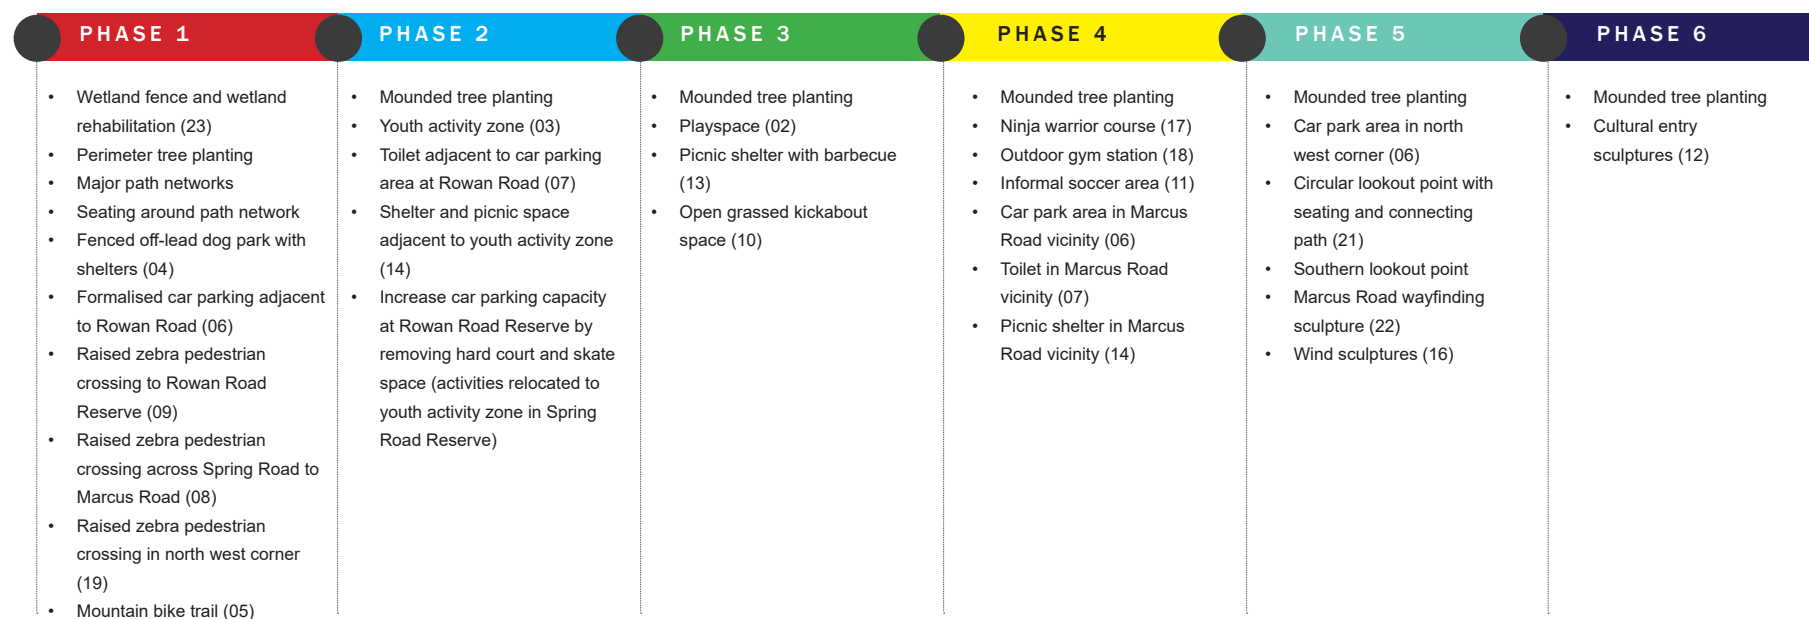 PHASE 1
• Wetland fence and wetland
rehabilitation (23)
• Perimeter tree planting
• Major path networks
• Seating around path network
• Fenced off-lead dog park with
shelters (04)
• Formalised car parking adjacent
to Rowan Road (06)
• Raised zebra pedestrian
crossing to Rowan Road
Reserve (09)
• Raised zebra pedestrian
crossing across Spring Road to
Marcus Road (08)
• Raised zebra pedestrian
crossing in north west corner
(19)
• Mountain bike trail (05)
PHASE 2
• Mounded tree planting
• Youth activity zone (03)
• Toilet adjacent to car parking
area at Rowan Road (07)
• Shelter and picnic space
adjacent to youth activity zone
(14)
• Increase car parking capacity
at Rowan Road Reserve by
removing hard court and skate
space (activities relocated to
youth activity zone in Spring
Road Reserve)
PHASE 3
• Mounded tree planting
• Playspace (02)
• Picnic shelter with barbecue
(13)
• Open grassed kickabout
space (10)
PHASE 4
• Mounded tree planting
• Ninja warrior course (17)
• Outdoor gym station (18)
• Informal soccer area (11)
• Car park area in Marcus
Road vicinity (06)
• Toilet in Marcus Road
vicinity (07)
• Picnic shelter in Marcus
Road vicinity (14)
PHASE 5
• Mounded tree planting
• Car park area in north
west corner (06)
• Circular lookout point with
seating and connecting
path (21)
• Southern lookout point
• Marcus Road wayfinding
sculpture (22)
• Wind sculptures (16)
PHASE 6
• Mounded tree planting
• Cultural entry
sculptures (12)